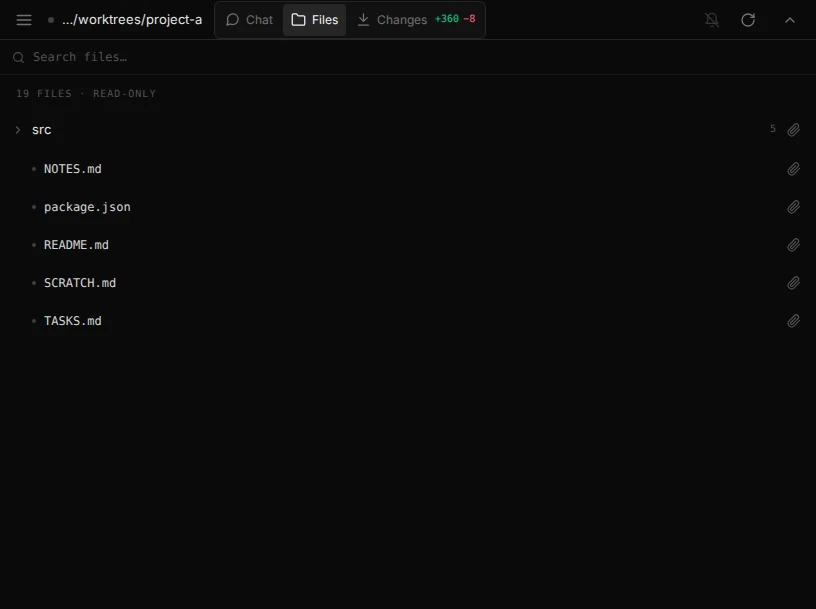 .../worktrees/project-a Chat Files Changes +360 −8
Search files…
19 FILES · READ-ONLY
src 5
NOTES.md
package.json
README.md
SCRATCH.md
TASKS.md